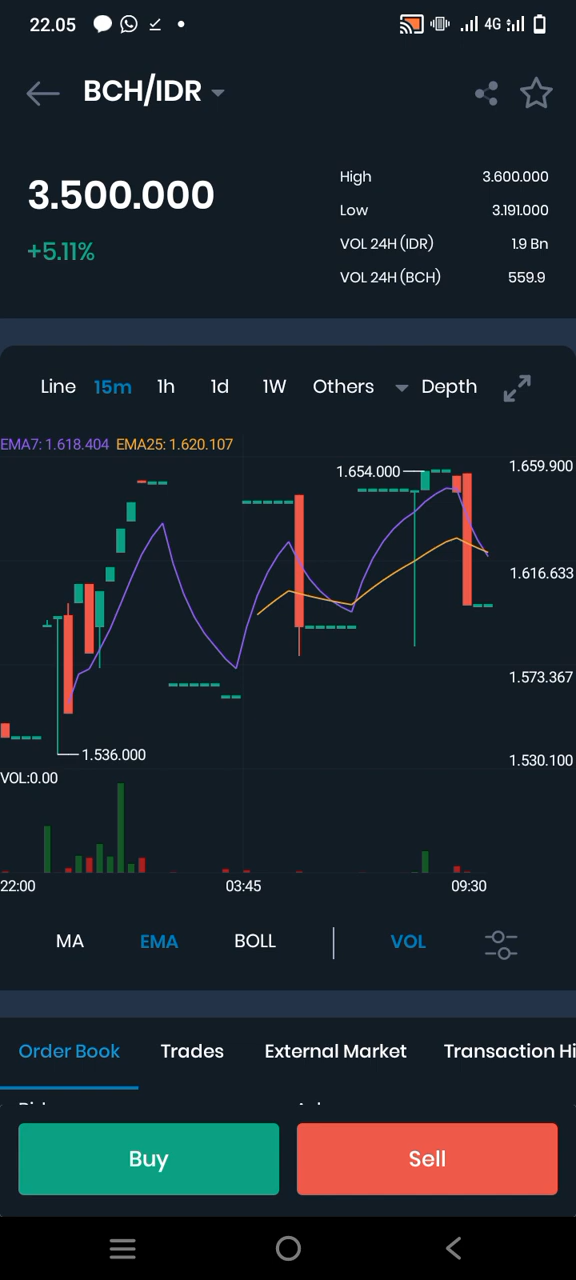 22.05
4G
BCH/IDR
3.500.000
+5.11%
High 3.600.000
Low 3.191.000
VOL 24H (IDR) 1.9 Bn
VOL 24H (BCH) 559.9
Line 15m 1h 1d 1W Others Depth
EMA7: 1.618.404 EMA25: 1.620.107
1.659.900
1.654.000
1.616.633
1.573.367
1.536.000
1.530.100
VOL:0.00
22:00 03:45 09:30
MA EMA BOLL VOL
Order Book Trades External Market Transaction Hi
Buy Sell